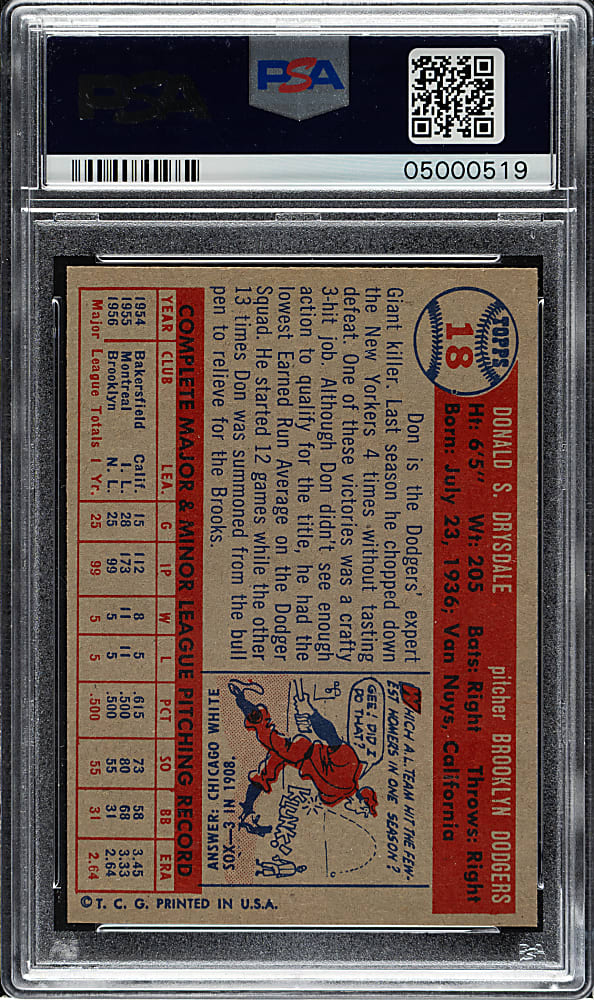 PSA
PSA
05000519
TOPPS
18
DONALD S. DRYSDALE pitcher BROOKLYN DODGERS
Ht: 6'5" Wt: 205 Bats: Right Throws: Right
Born: July 23, 1936; Van Nuys, California
Don is the Dodgers' expert
Giant killer. Last season he chopped down
the New Yorkers 4 times without tasting
defeat. One of these victories was a crafty
3-hit job. Although Don didn't see enough
action to qualify for the title, he had the
lowest Earned Run Average on the Dodger
Squad. He started 12 games while the other
13 times Don was summoned from the bull
pen to relieve for the Brooks.
WHICH A.L. TEAM HIT THE FEW-
EST HOMERS IN ONE SEASON?
GEE! DID I
DO THAT?
ANSWER: CHICAGO WHITE
SOX - 3 - IN 1908.
COMPLETE MAJOR & MINOR LEAGUE PITCHING RECORD
YEAR CLUB LEA. G IP W L PCT SO BB ERA
1954 Bakersfield Calif. 15 112 8 5 .615 73 58 3.45
1955 Montreal I. L. 28 173 11 11 .500 80 68 3.33
1956 Brooklyn N. L. 25 99 5 5 .500 55 31 2.64
Major League Totals 1 Yr. 25 99 5 5 .500 55 31 2.64
© T. C. G. PRINTED IN U.S.A.